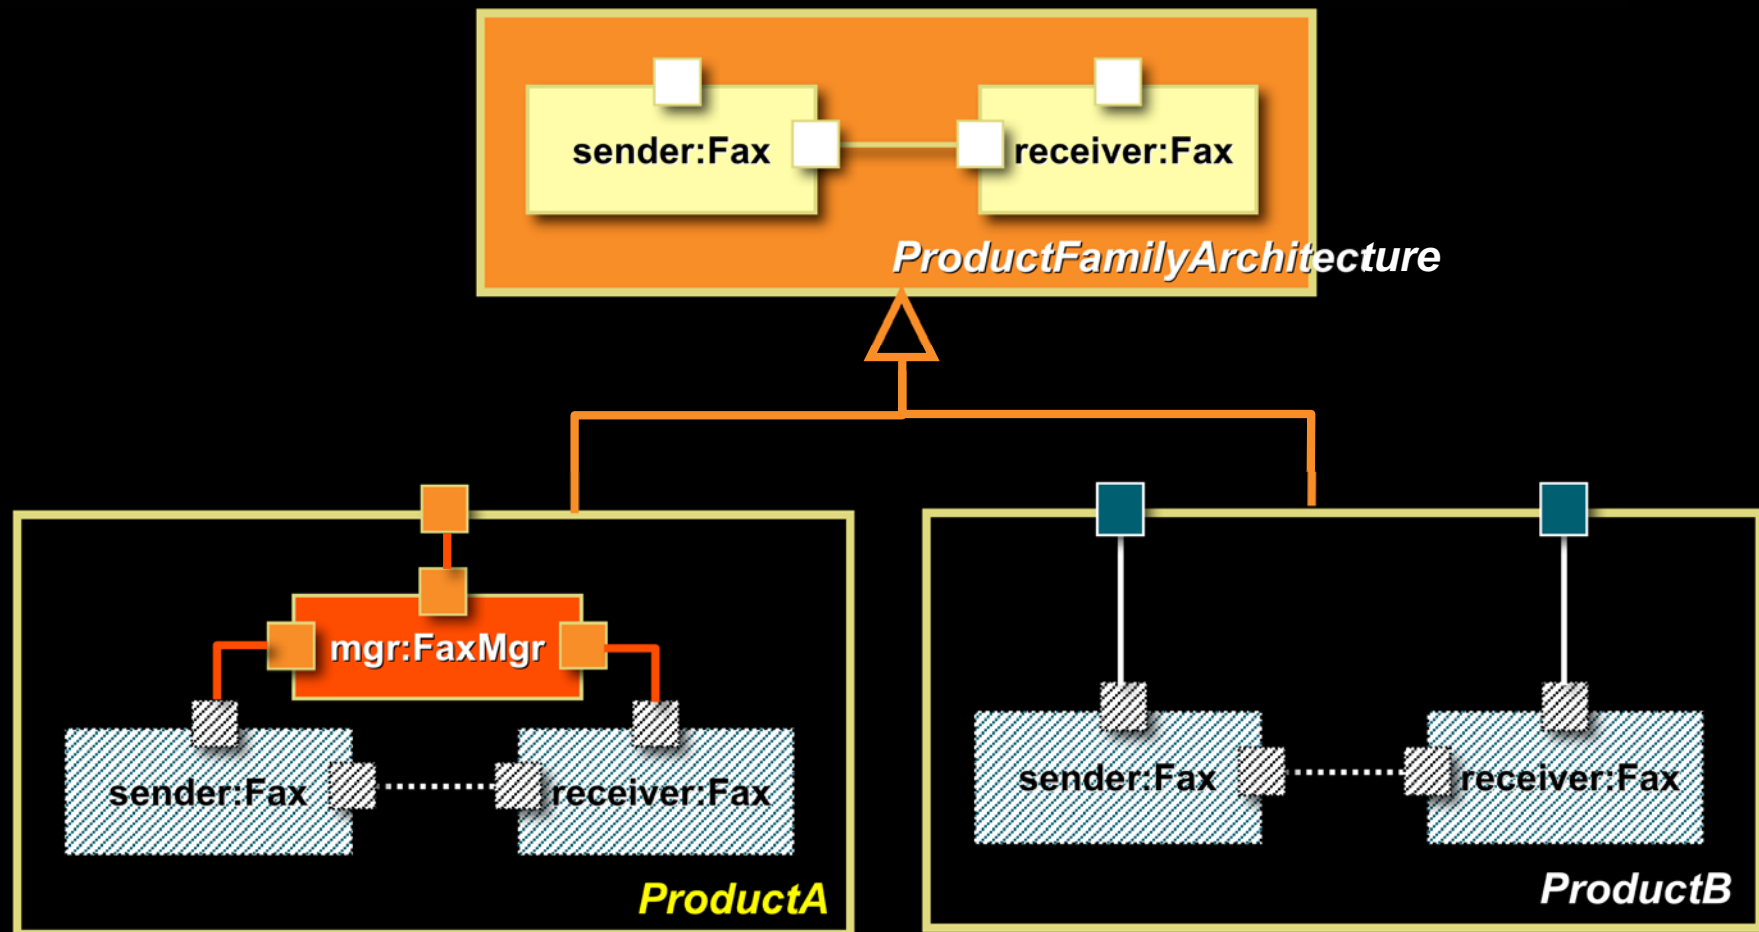 sender:Fax
receiver:Fax
ProductFamilyArchitecture
mgr:FaxMgr
sender:Fax
receiver:Fax
ProductA
sender:Fax
receiver:Fax
ProductB